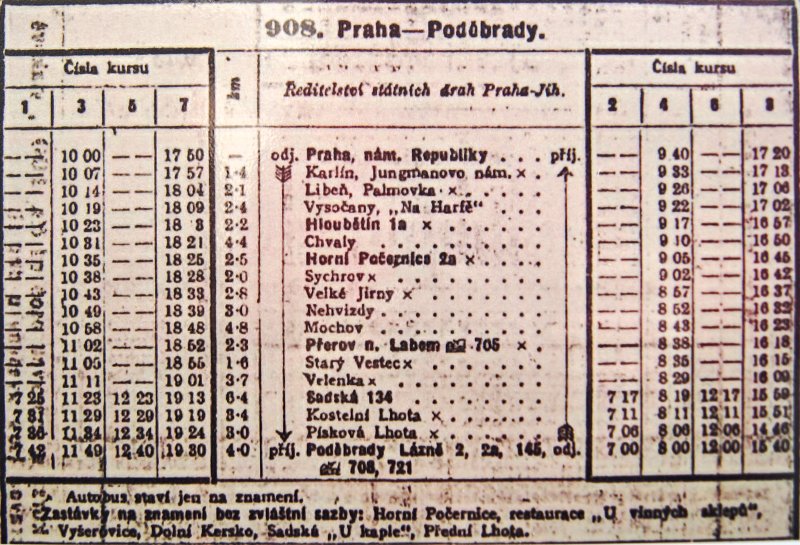 908. Praha—Poděbrady.
Čísla kursu km Ředitelství státních drah Praha-Jih. Čísla kursu
1 3 5 7 2 4 6 8
10 00 — — 17 50 — odj. Praha, nám. Republiky . . . příj. — — 9 40 — — 17 20
10 07 — — 17 57 1·4 Karlín, Jungmanovo nám. × . . — — 9 33 — — 17 13
10 14 — — 18 04 2·1 Libeň, Palmovka × . . . . . — — 9 26 — — 17 06
10 19 — — 18 09 2·4 Vysočany, „Na Harfě“ . . . . — — 9 22 — — 17 02
10 23 — — 18 3 2·2 Hloubětín 1a × . . . . . . — — 9 17 — — 16 57
10 31 — — 18 21 4·4 Chvaly . . . . . . . . . — — 9 10 — — 16 50
10 35 — — 18 25 2·5 Horní Počernice 2a × . . . . — — 9 05 — — 16 45
10 38 — — 18 28 2·0 Sychrov × . . . . . . . . — — 9 02 — — 16 42
10 43 — — 18 33 2·8 Velké Jirny × . . . . . . — — 8 57 — — 16 37
10 49 — — 18 39 3·0 Nehvizdy . . . . . . . . — — 8 52 — — 16 32
10 58 — — 18 48 4·8 Mochov . . . . . . . . . — — 8 43 — — 16 23
11 02 — — 18 52 2·3 Přerov n. Labem 705 × . . — — 8 38 — — 16 18
11 05 — — 18 55 1·6 Starý Vestec × . . . . . . — — 8 35 — — 16 15
11 11 — — 19 01 3·7 Velenka × . . . . . . . . — — 8 29 — — 16 09
7 25 11 23 12 23 19 13 6·4 Sadská 134 . . . . . . . 7 17 8 19 12 17 15 59
7 31 11 29 12 29 19 19 3·4 Kostelní Lhota × . . . . . 7 11 8 11 12 11 15 51
7 36 11 34 12 34 19 24 3·0 Písková Lhota × . . . . . 7 06 8 06 12 06 14 46
7 42 11 49 12 40 19 30 4·0 příj. Poděbrady Lázně 2, 2a, 145, odj. 7 00 8 00 12 00 15 40
708, 721
Autobus staví jen na znamení.
Zastávky na znamení bez zvláštní sazby: Horní Počernice, restaurace „U vinných sklepů“,
Vyšerovice, Dolní Kersko, Sadská „U kaple“, Přední Lhota.